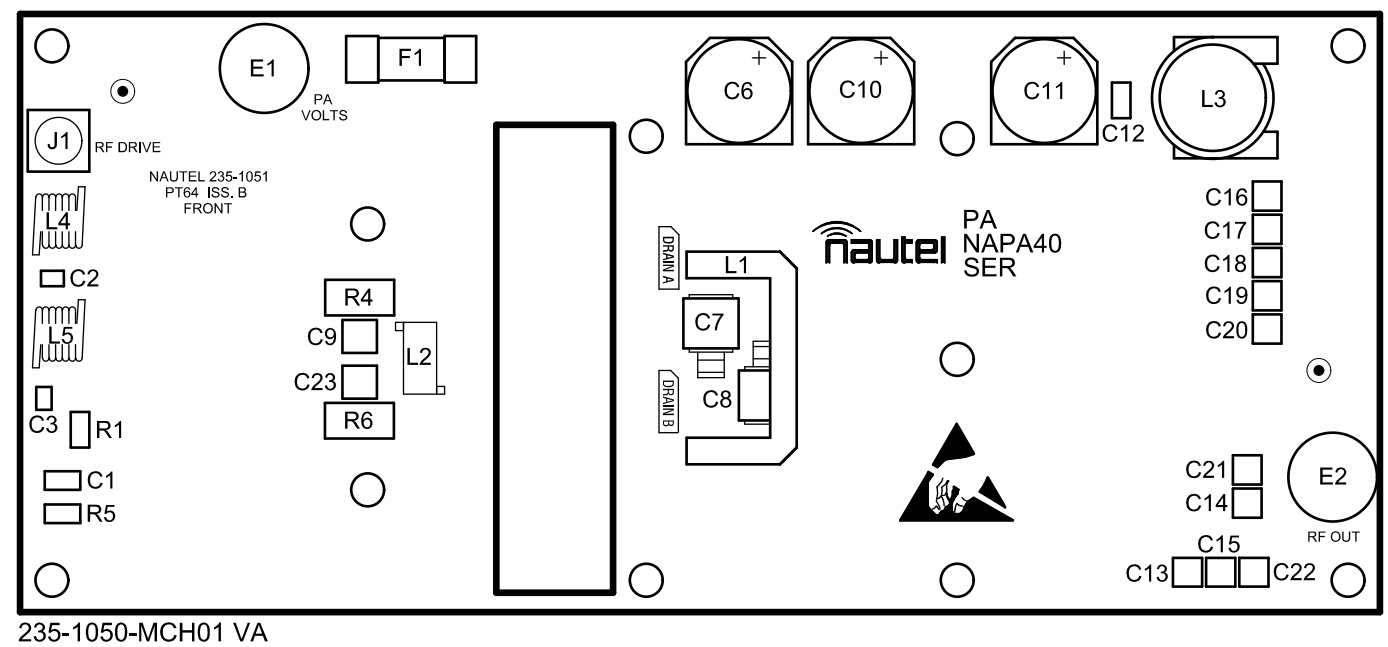 E1
F1
PA
VOLTS
J1
RF DRIVE
NAUTEL 235-1051
PT64 ISS. B
FRONT
L4
C2
L5
C3
R1
C1
R5
R4
C9
C23
L2
R6
C6
+
C10
+
C11
+
C12
L3
DRAIN A
L1
C7
C8
DRAIN B
nautel
PA
NAPA40
SER
C16
C17
C18
C19
C20
C21
C14
E2
RF OUT
C15
C13
C22
235-1050-MCH01 VA